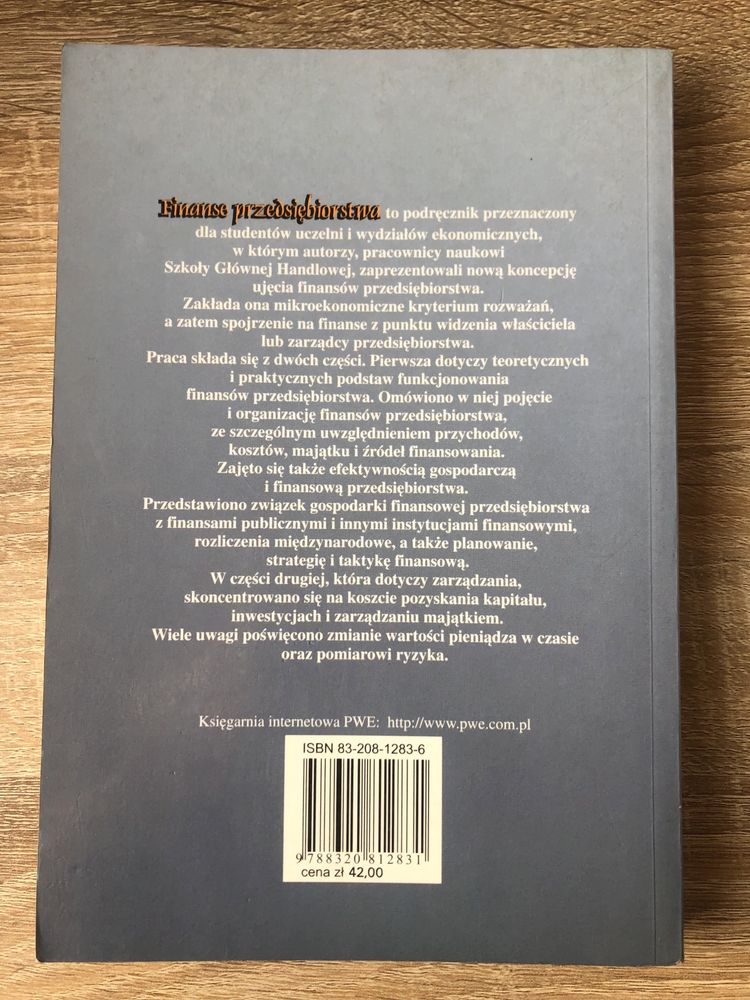 Finanse przedsiębiorstwa to podręcznik przeznaczony
dla studentów uczelni i wydziałów ekonomicznych,
w którym autorzy, pracownicy naukowi
Szkoły Głównej Handlowej, zaprezentowali nową koncepcję
ujęcia finansów przedsiębiorstwa.
Zakłada ona mikroekonomiczne kryterium rozważań,
a zatem spojrzenie na finanse z punktu widzenia właściciela
lub zarządcy przedsiębiorstwa.
Praca składa się z dwóch części. Pierwsza dotyczy teoretycznych
i praktycznych podstaw funkcjonowania
finansów przedsiębiorstwa. Omówiono w niej pojęcie
i organizację finansów przedsiębiorstwa,
ze szczególnym uwzględnieniem przychodów,
kosztów, majątku i źródeł finansowania.
Zajęto się także efektywnością gospodarczą
i finansową przedsiębiorstwa.
Przedstawiono związek gospodarki finansowej przedsiębiorstwa
z finansami publicznymi i innymi instytucjami finansowymi,
rozliczenia międzynarodowe, a także planowanie,
strategię i taktykę finansową.
W części drugiej, która dotyczy zarządzania,
skoncentrowano się na koszcie pozyskania kapitału,
inwestycjach i zarządzaniu majątkiem.
Wiele uwagi poświęcono zmianie wartości pieniądza w czasie
oraz pomiarowi ryzyka.
Księgarnia internetowa PWE: http://www.pwe.com.pl
ISBN 83-208-1283-6
9 788320 812831
cena zł 42,00